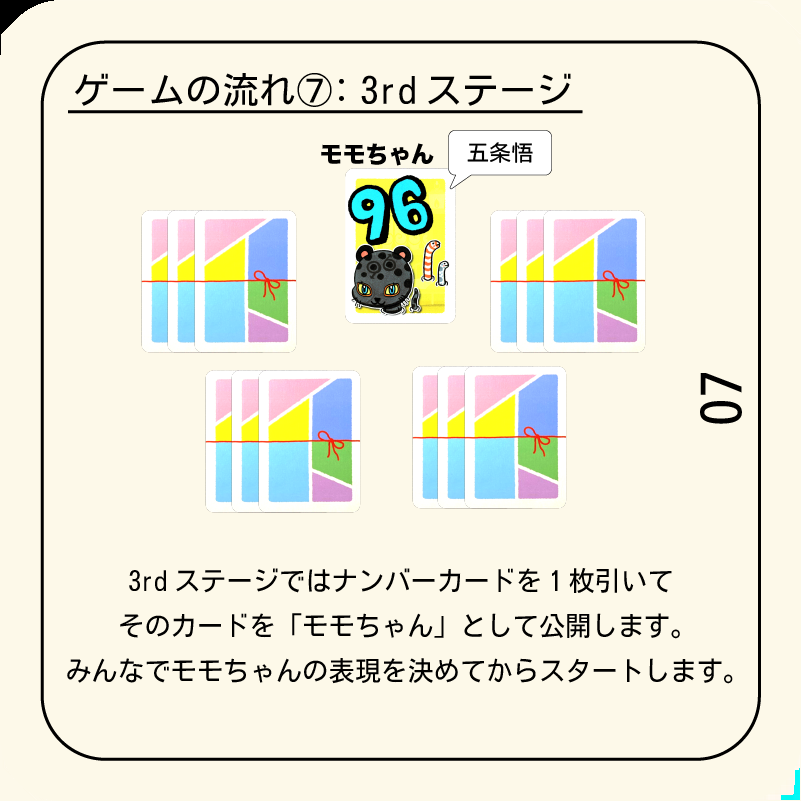 ゲームの流れ⑦: 3rd ステージ
モモちゃん
五条悟
96
07
3rd ステージではナンバーカードを 1 枚引いて
そのカードを「モモちゃん」として公開します。
みんなでモモちゃんの表現を決めてからスタートします。